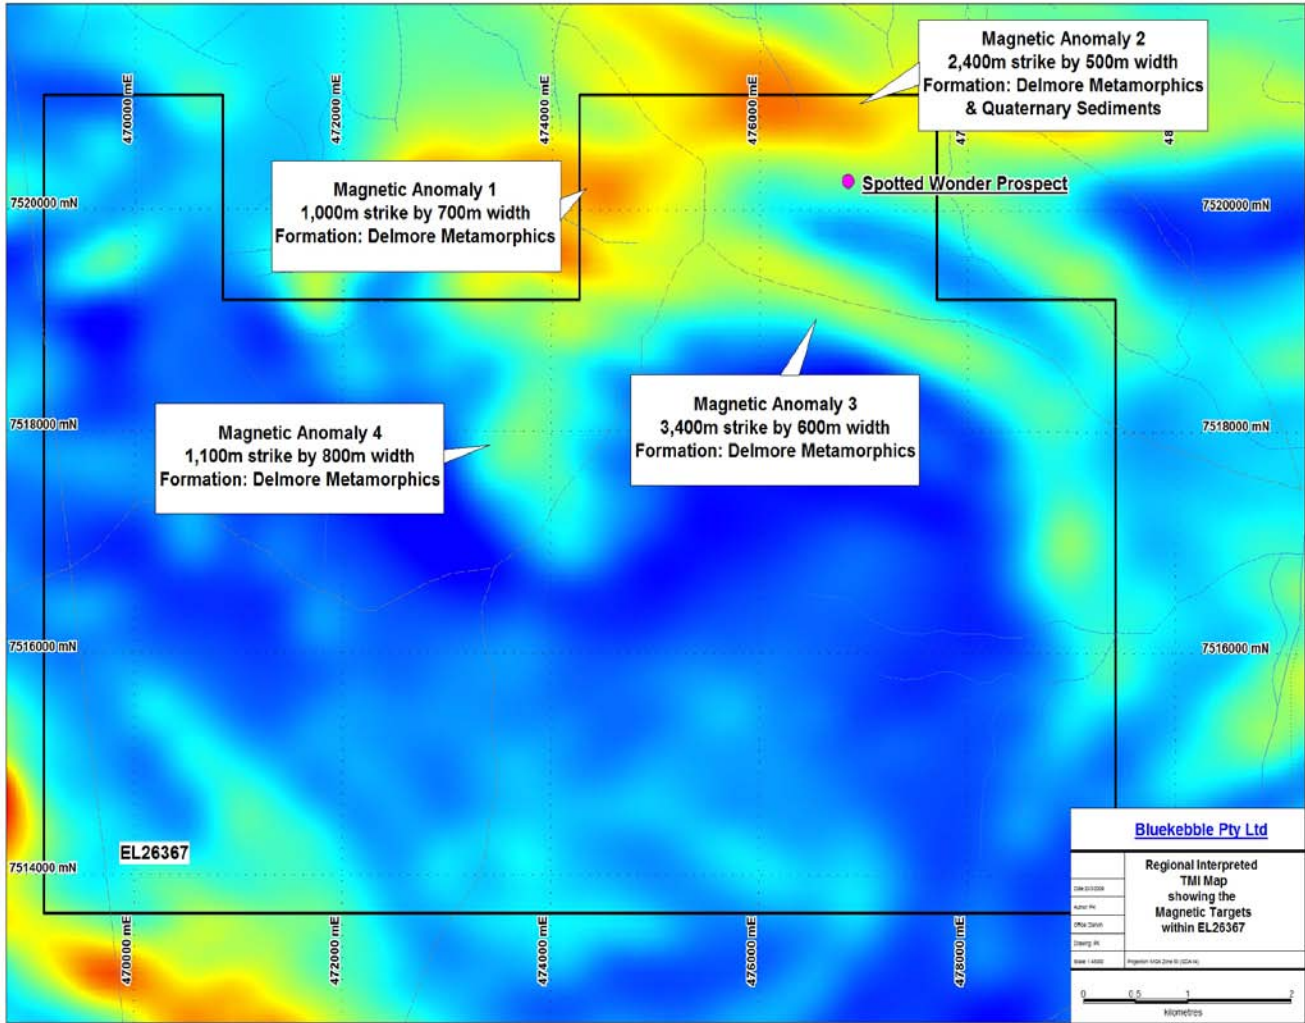 Magnetic Anomaly 2
2,400m strike by 500m width
Formation: Delmore Metamorphics
& Quaternary Sediments
470000 mE
472000 mE
474000 mE
476000 mE
Magnetic Anomaly 1
1,000m strike by 700m width
Formation: Delmore Metamorphics
Spotted Wonder Prospect
7520000 mN
7520000 mN
Magnetic Anomaly 3
3,400m strike by 600m width
Formation: Delmore Metamorphics
Magnetic Anomaly 4
1,100m strike by 800m width
Formation: Delmore Metamorphics
7518000 mN
7518000 mN
7516000 mN
7516000 mN
EL26367
7514000 mN
470000 mE
472000 mE
474000 mE
476000 mE
478000 mE
Bluekebble Pty Ltd
Regional Interpreted
TMI Map
showing the
Magnetic Targets
within EL26367
0 0.5 1 2
kilometres